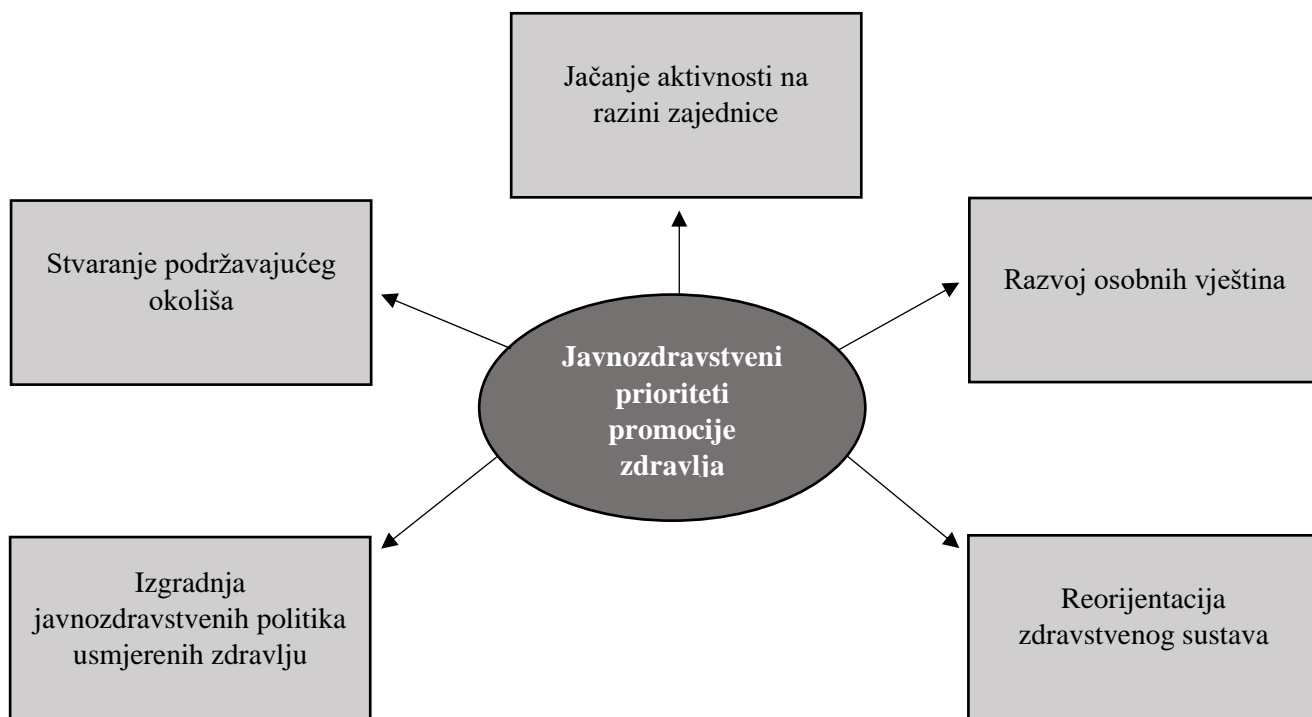 Jačanje aktivnosti na
razini zajednice
Stvaranje podržavajućeg
okoliša
Razvoj osobnih vještina
Javnozdravstveni
prioriteti
promocije
zdravlja
Izgradnja
javnozdravstvenih politika
usmjerenih zdravlju
Reorijentacija
zdravstvenog sustava